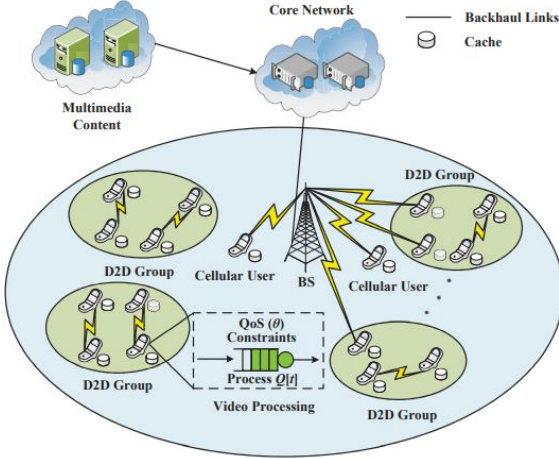 Core Network
Backhaul Links
Cache
Multimedia
Content
D2D Group
D2D Group
Cellular User
BS
Cellular User
QoS (θ)
Constraints
Process Q[t]
D2D Group
Video Processing
D2D Group